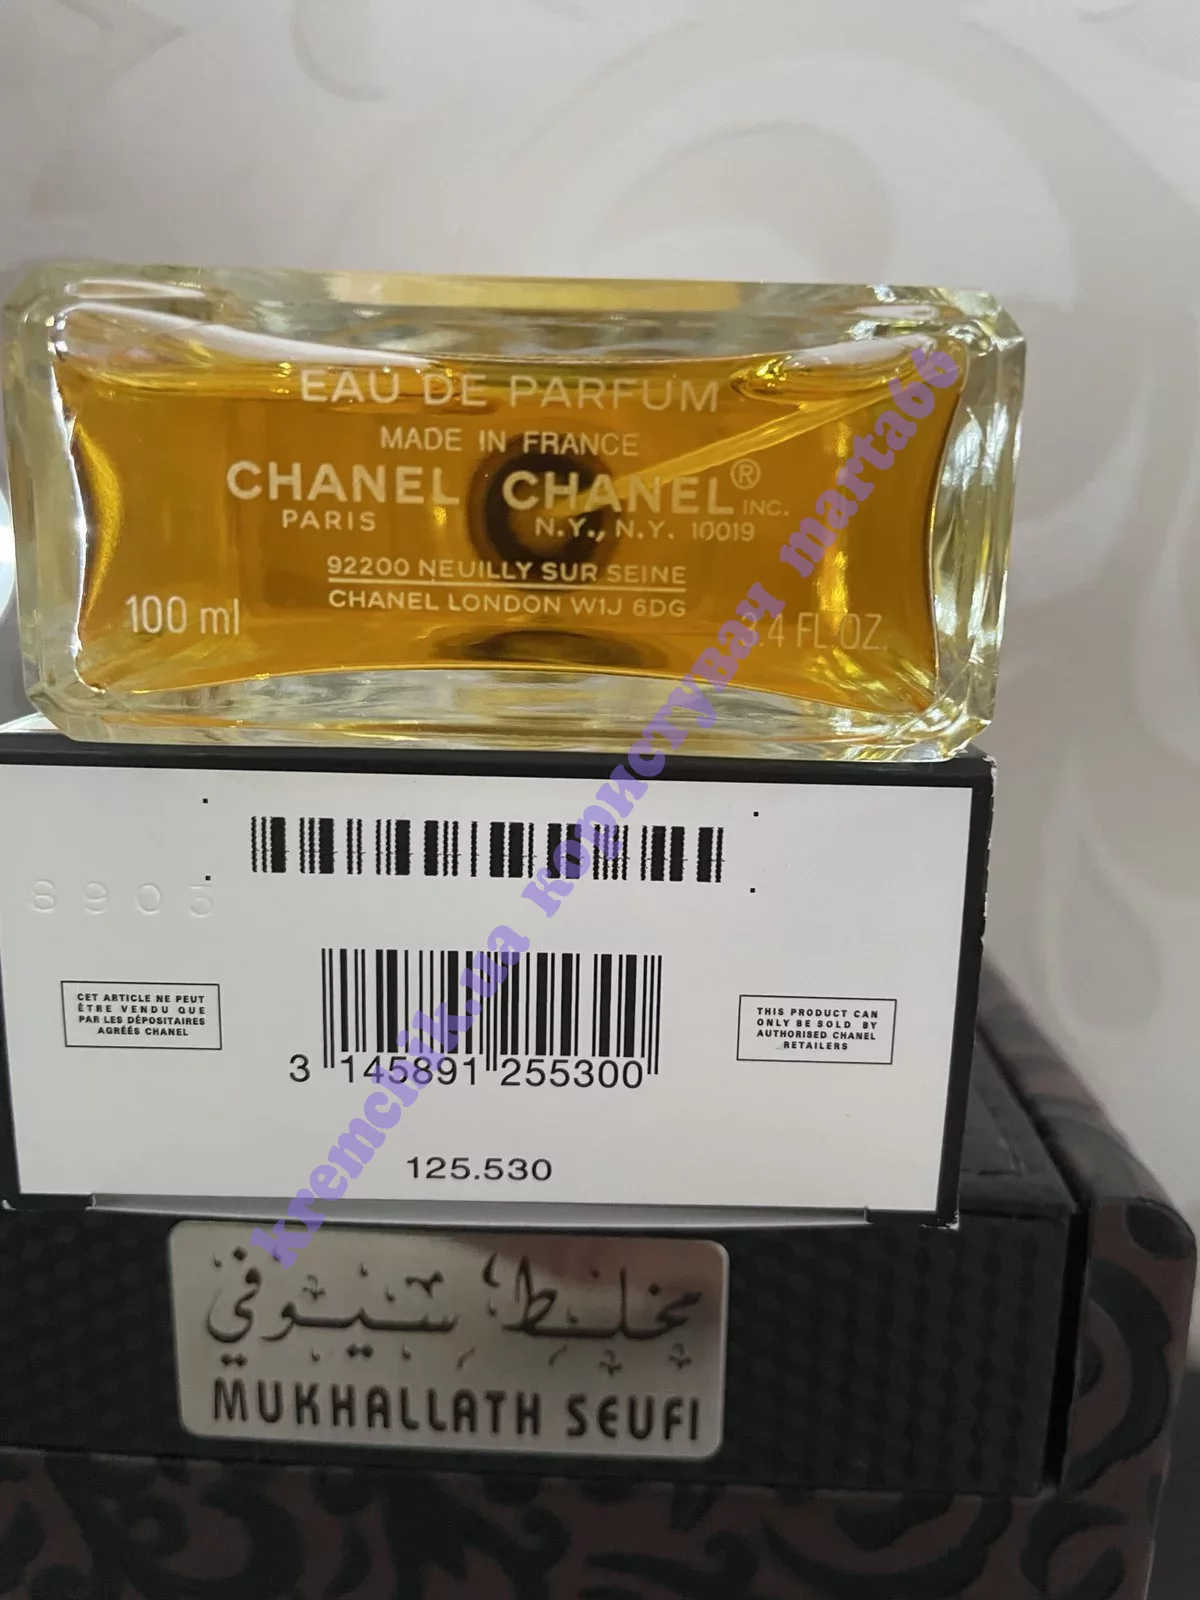 EAU DE PARFUM
MADE IN FRANCE
CHANEL CHANEL® INC.
PARIS N.Y., N.Y. 10019
92200 NEUILLY SUR SEINE
CHANEL LONDON W1J 6DG
100 ml 3.4 FL.OZ.
8903
CET ARTICLE NE PEUT
ÊTRE VENDU QUE
PAR LES DÉPOSITAIRES
AGRÉÉS CHANEL
THIS PRODUCT CAN
ONLY BE SOLD BY
AUTHORISED CHANEL
RETAILERS
3 145891 255300
125.530
مخلط سيوفي
MUKHALLATH SEUFI
kremchik.ua користувач marta66